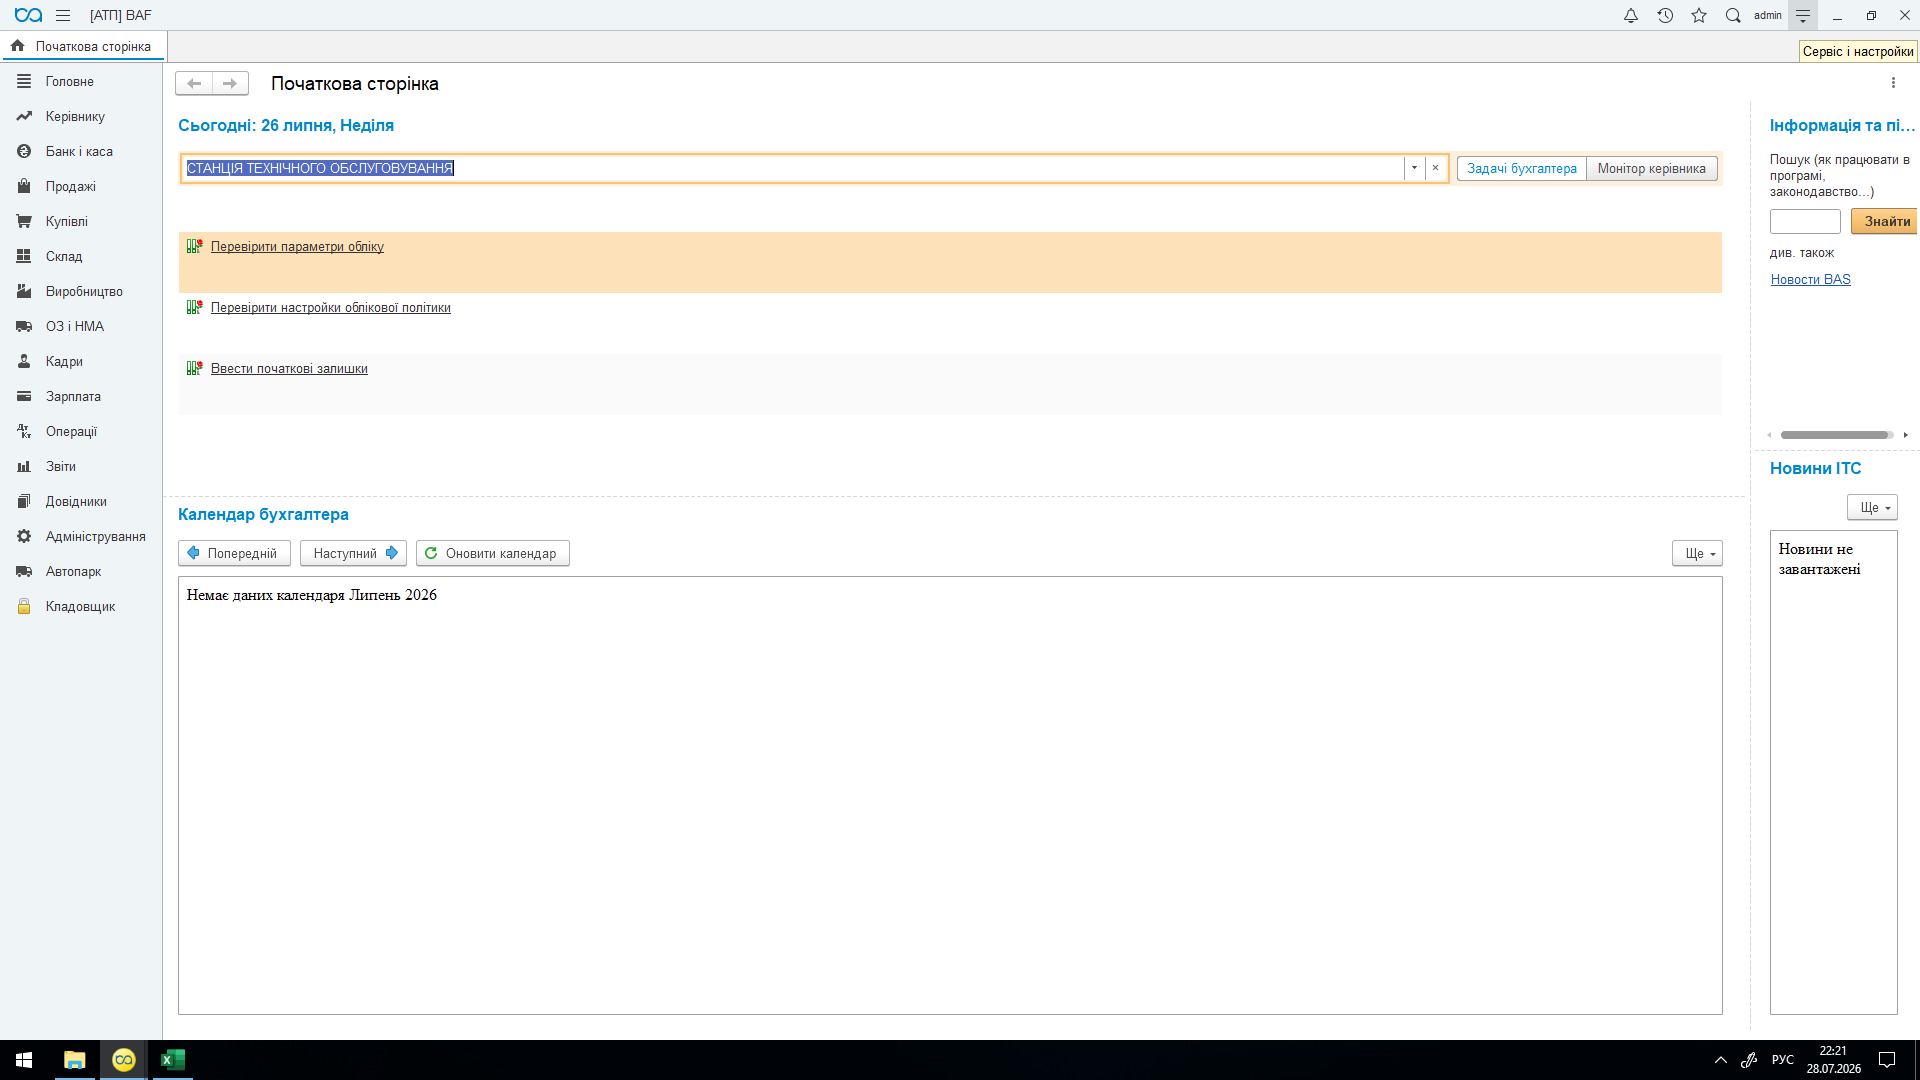 [АТП] BAF
admin
Початкова сторінка
Сервіс і настройки
Головне
Керівнику
Банк і каса
Продажі
Купівлі
Склад
Виробництво
ОЗ і НМА
Кадри
Зарплата
Операції
Звіти
Довідники
Адміністрування
Автопарк
Кладовщик
Початкова сторінка
Сьогодні: 26 липня, Неділя
СТАНЦІЯ ТЕХНІЧНОГО ОБСЛУГОВУВАННЯ
Задачі бухгалтера
Монітор керівника
Перевірити параметри обліку
Перевірити настройки облікової політики
Ввести початкові залишки
Календар бухгалтера
Попередній
Наступний
Оновити календар
Ще
Немає даних календаря Липень 2026
Інформація та пі...
Пошук (як працювати в
програмі,
законодавство...)
Знайти
див. також
Новости BAS
Новини ІТС
Ще
Новини не
завантажені
РУС
22:21
28.07.2026